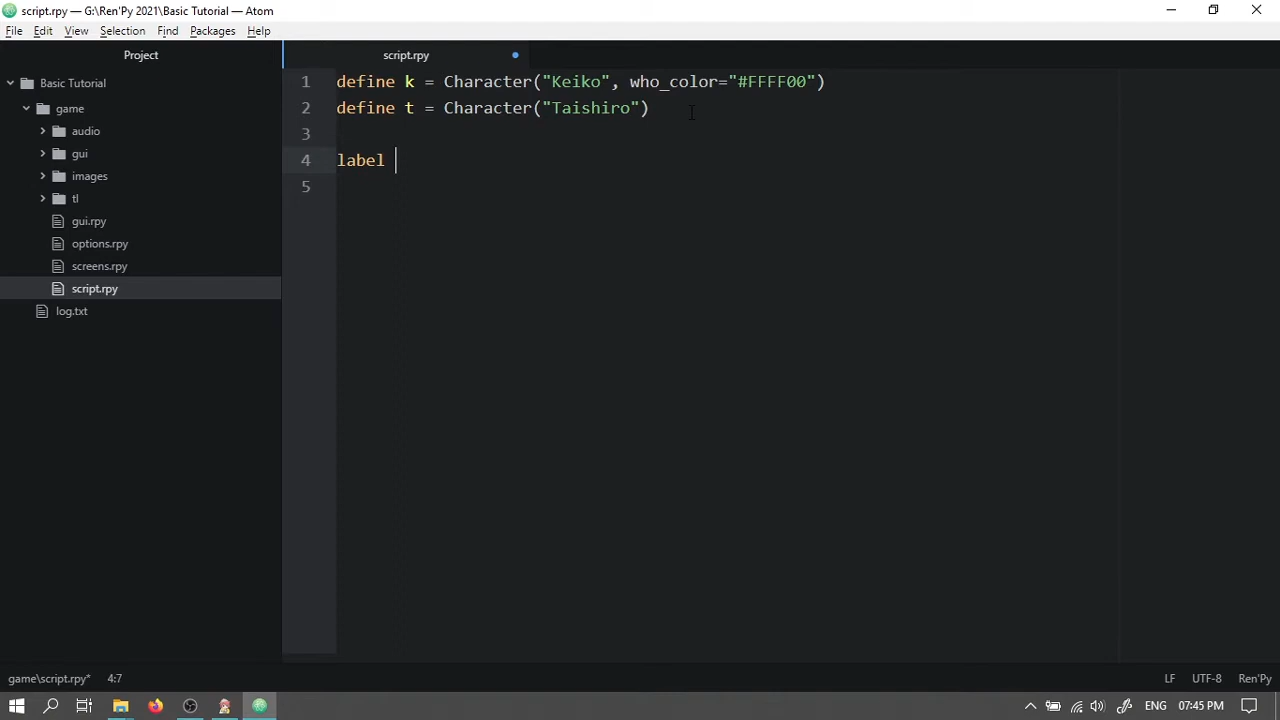 script.rpy — G:\Ren'Py 2021\Basic Tutorial — Atom
File Edit View Selection Find Packages Help
Project
script.rpy
Basic Tutorial
game
audio
gui
images
tl
gui.rpy
options.rpy
screens.rpy
script.rpy
log.txt
1 define k = Character("Keiko", who_color="#FFFF00")
2 define t = Character("Taishiro")
3
4 label
5
game\script.rpy* 4:7 LF UTF-8 Ren'Py
ENG 07:45 PM